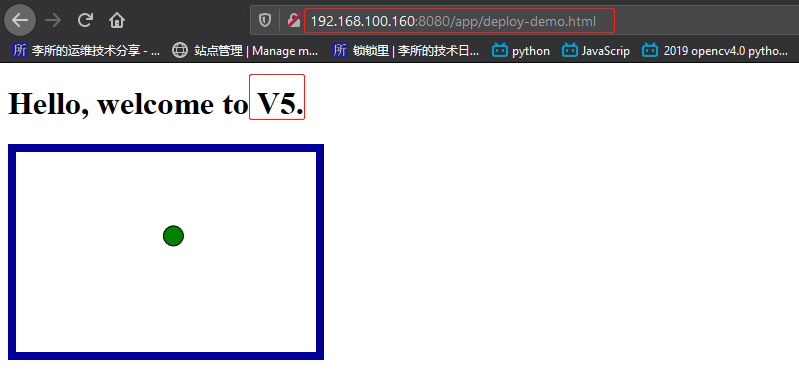 192.168.100.160:8080/app/deploy-demo.html
所 李所的运维技术分享 - ...
站点管理 | Manage m...
所 锁锁里 | 李所的技术日...
python
JavaScrip
2019 opencv4.0 pytho...
Hello, welcome to V5.